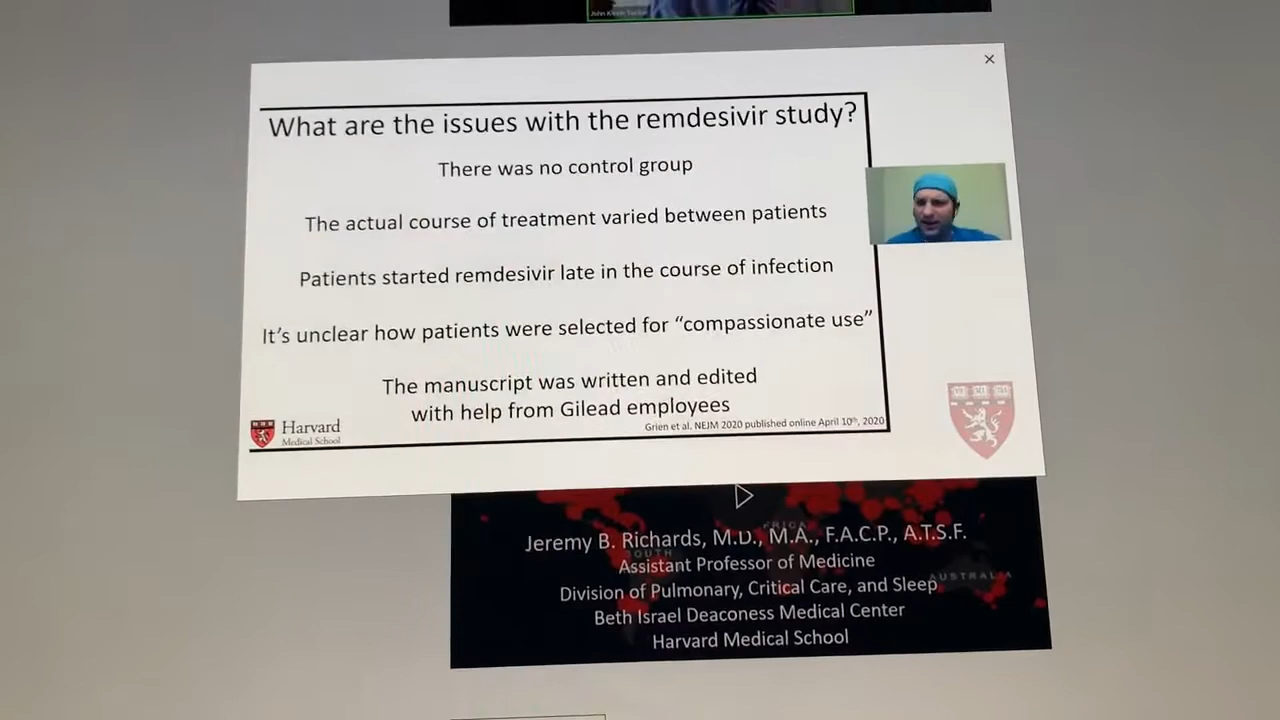 What are the issues with the remdesivir study?
There was no control group
The actual course of treatment varied between patients
Patients started remdesivir late in the course of infection
It's unclear how patients were selected for “compassionate use”
The manuscript was written and edited
with help from Gilead employees
Grien et al. NEJM 2020 published online April 10th, 2020
Harvard
Medical School
Jeremy B. Richards, M.D., M.A., F.A.C.P., A.T.S.F.
SOUTH
Assistant Professor of Medicine
AUSTRALIA
Division of Pulmonary, Critical Care, and Sleep
Beth Israel Deaconess Medical Center
Harvard Medical School